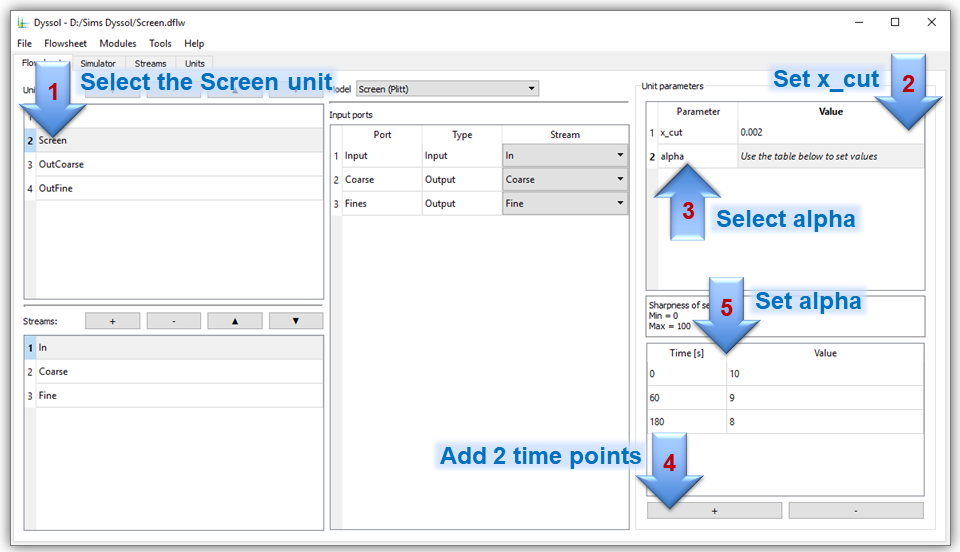 Dyssol - D:/Sims Dyssol/Screen.dflw
File Flowsheet Modules Tools Help
Simulator Streams Units
1 Select the Screen unit
Model Screen (Plitt)
Unit parameters
Set x_cut 2
Input ports
Parameter Value
Port Type Stream
1 x_cut 0.002
2 Screen
1 Input Input In
2 alpha Use the table below to set values
3 OutCoarse
2 Coarse Output Coarse
4 OutFine
3 Fines Output Fine
3 Select alpha
5 Set alpha
Sharpness of
Min = 0
Max = 100
Streams: + - ▲ ▼
1 In
2 Coarse
3 Fine
Time [s] Value
0 10
60 9
180 8
Add 2 time points 4
+ -